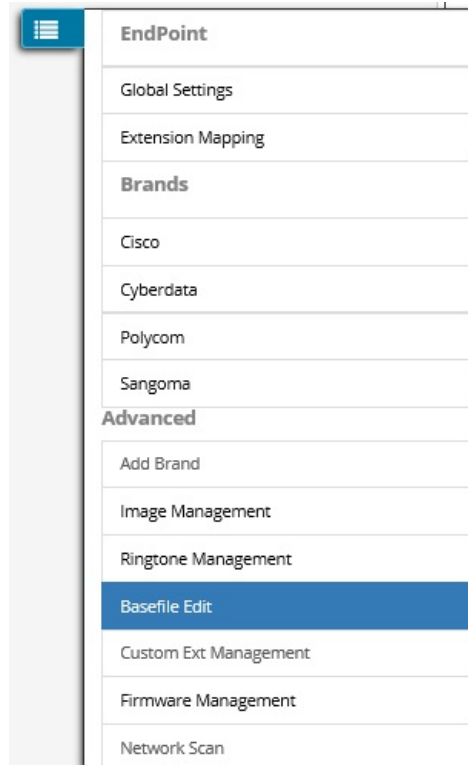 EndPoint
Global Settings
Extension Mapping
Brands
Cisco
Cyberdata
Polycom
Sangoma
Advanced
Add Brand
Image Management
Ringtone Management
Basefile Edit
Custom Ext Management
Firmware Management
Network Scan